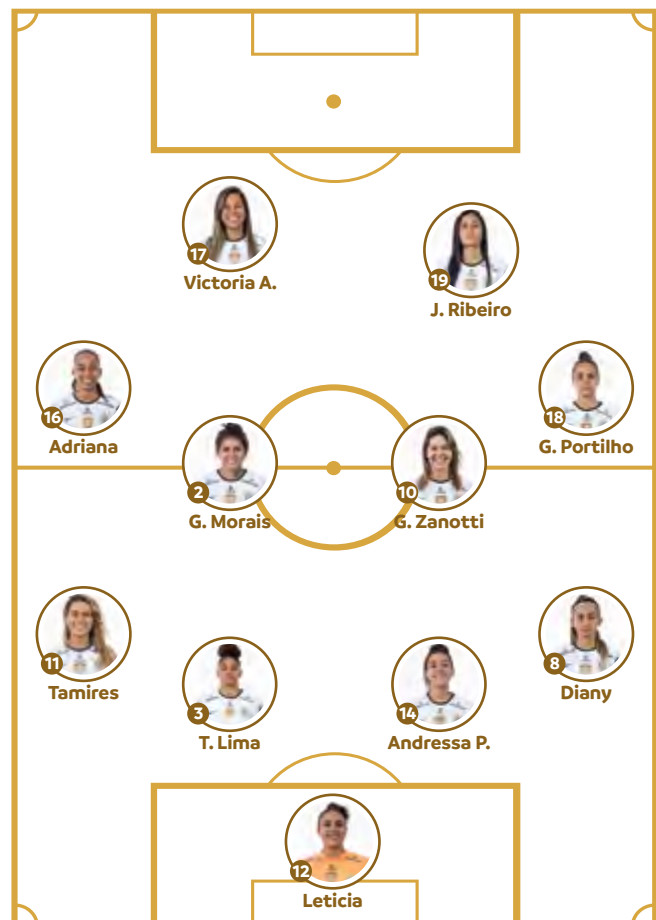 17
Victoria A.
19
J. Ribeiro
16
Adriana
18
G. Portilho
2
G. Morais
10
G. Zanotti
11
Tamires
8
Diany
3
T. Lima
14
Andressa P.
12
Leticia